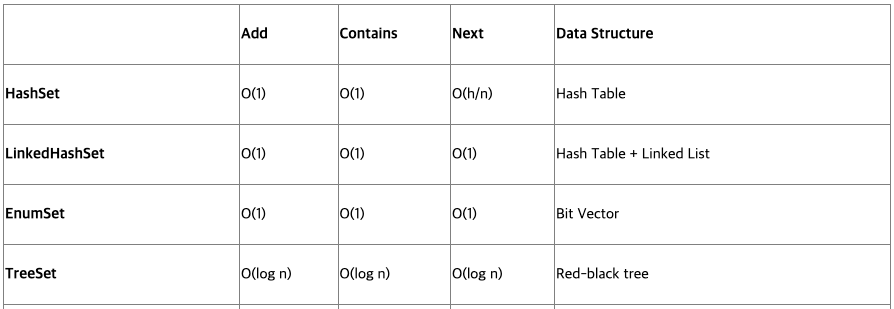 Add Contains Next Data Structure
HashSet O(1) O(1) O(h/n) Hash Table
LinkedHashSet O(1) O(1) O(1) Hash Table + Linked List
EnumSet O(1) O(1) O(1) Bit Vector
TreeSet O(log n) O(log n) O(log n) Red-black tree